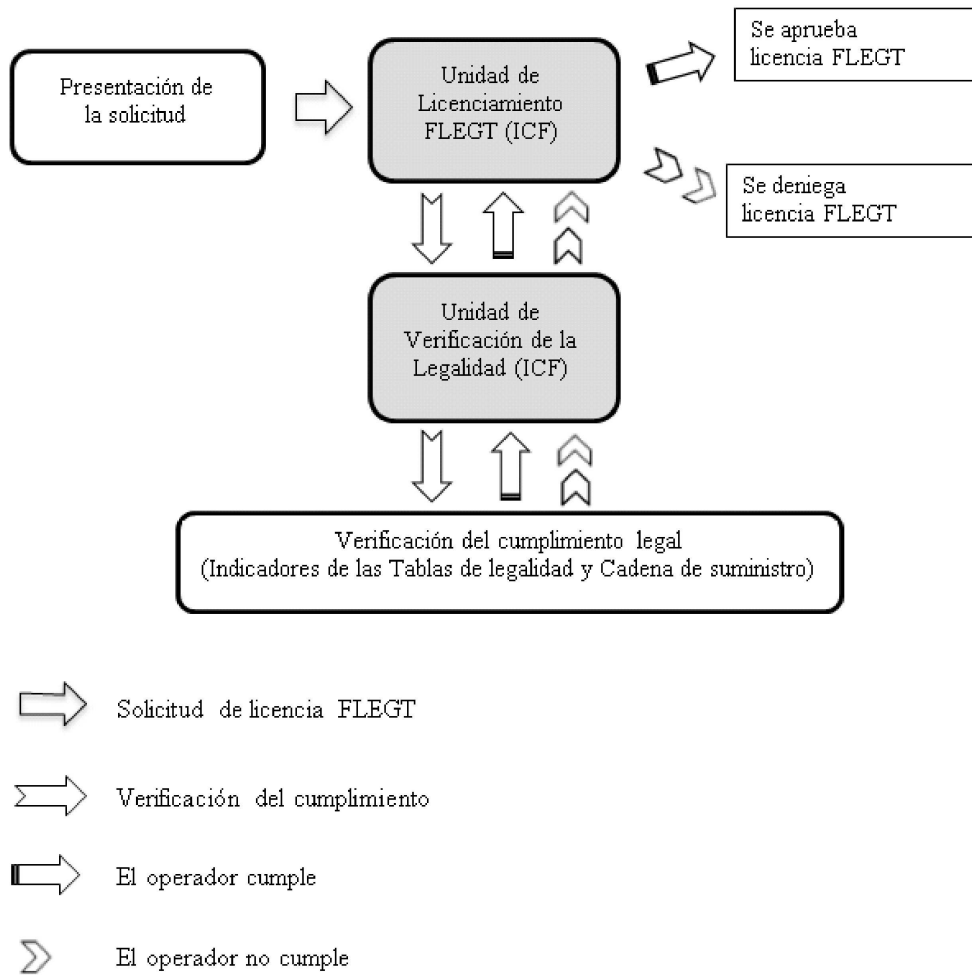 Presentación de
la solicitud
Unidad de
Licenciamiento
FLEGT (ICF)
Se aprueba
licencia FLEGT
Se deniega
licencia FLEGT
Unidad de
Verificación de la
Legalidad (ICF)
Verificación del cumplimiento legal
(Indicadores de las Tablas de legalidad y Cadena de suministro)
Solicitud de licencia FLEGT
Verificación del cumplimiento
El operador cumple
El operador no cumple